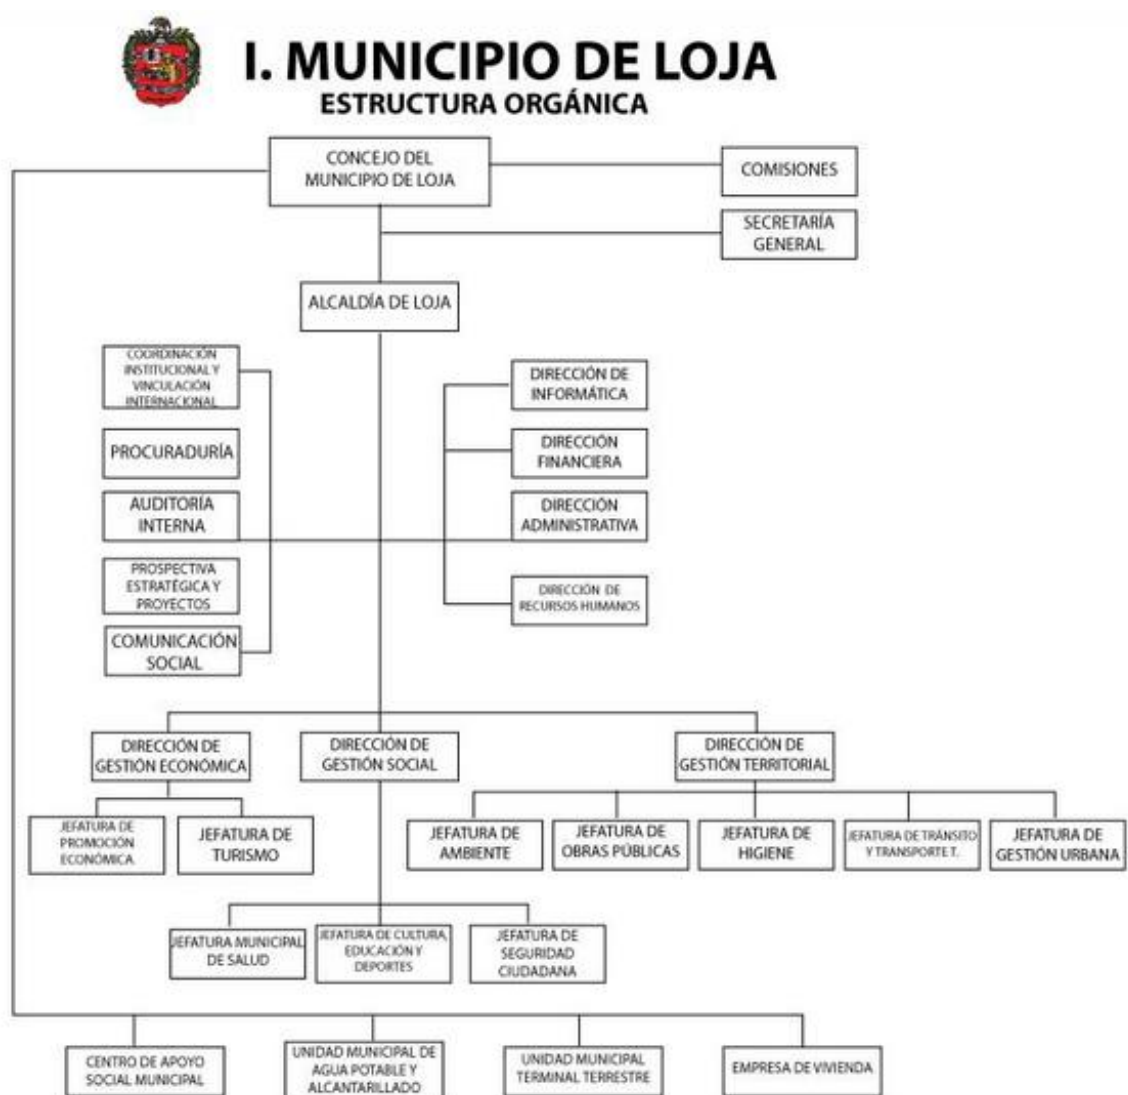 I. MUNICIPIO DE LOJA
ESTRUCTURA ORGÁNICA
CONCEJO DEL
MUNICIPIO DE LOJA
COMISIONES
SECRETARÍA
GENERAL
ALCALDÍA DE LOJA
COORDINACIÓN
INSTITUCIONAL Y
VINCULACIÓN
INTERNACIONAL
PROCURADURÍA
AUDITORÍA
INTERNA
PROSPECTIVA
ESTRATÉGICA Y
PROYECTOS
COMUNICACIÓN
SOCIAL
DIRECCIÓN DE
INFORMÁTICA
DIRECCIÓN
FINANCIERA
DIRECCIÓN
ADMINISTRATIVA
DIRECCIÓN DE
RECURSOS HUMANOS
DIRECCIÓN DE
GESTIÓN ECONÓMICA
DIRECCIÓN DE
GESTIÓN SOCIAL
DIRECCIÓN DE
GESTIÓN TERRITORIAL
JEFATURA DE
PROMOCIÓN
ECONÓMICA
JEFATURA DE
TURISMO
JEFATURA DE
AMBIENTE
JEFATURA DE
OBRAS PÚBLICAS
JEFATURA DE
HIGIENE
JEFATURA DE TRÁNSITO
Y TRANSPORTE T.
JEFATURA DE
GESTIÓN URBANA
JEFATURA MUNICIPAL
DE SALUD
JEFATURA DE CULTURA,
EDUCACIÓN Y
DEPORTES
JEFATURA DE
SEGURIDAD
CIUDADANA
CENTRO DE APOYO
SOCIAL MUNICIPAL
UNIDAD MUNICIPAL DE
AGUA POTABLE Y
ALCANTARILLADO
UNIDAD MUNICIPAL
TERMINAL TERRESTRE
EMPRESA DE VIVIENDA